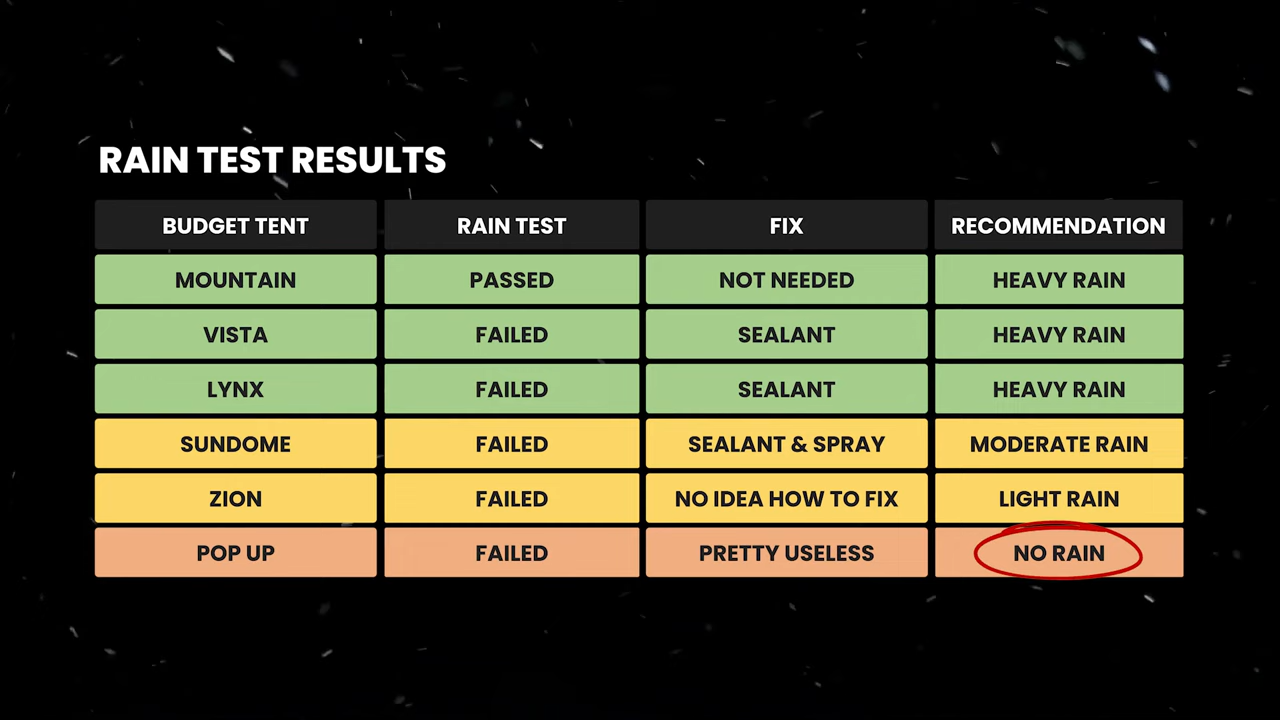 RAIN TEST RESULTS
BUDGET TENT RAIN TEST FIX RECOMMENDATION
MOUNTAIN PASSED NOT NEEDED HEAVY RAIN
VISTA FAILED SEALANT HEAVY RAIN
LYNX FAILED SEALANT HEAVY RAIN
SUNDOME FAILED SEALANT & SPRAY MODERATE RAIN
ZION FAILED NO IDEA HOW TO FIX LIGHT RAIN
POP UP FAILED PRETTY USELESS NO RAIN